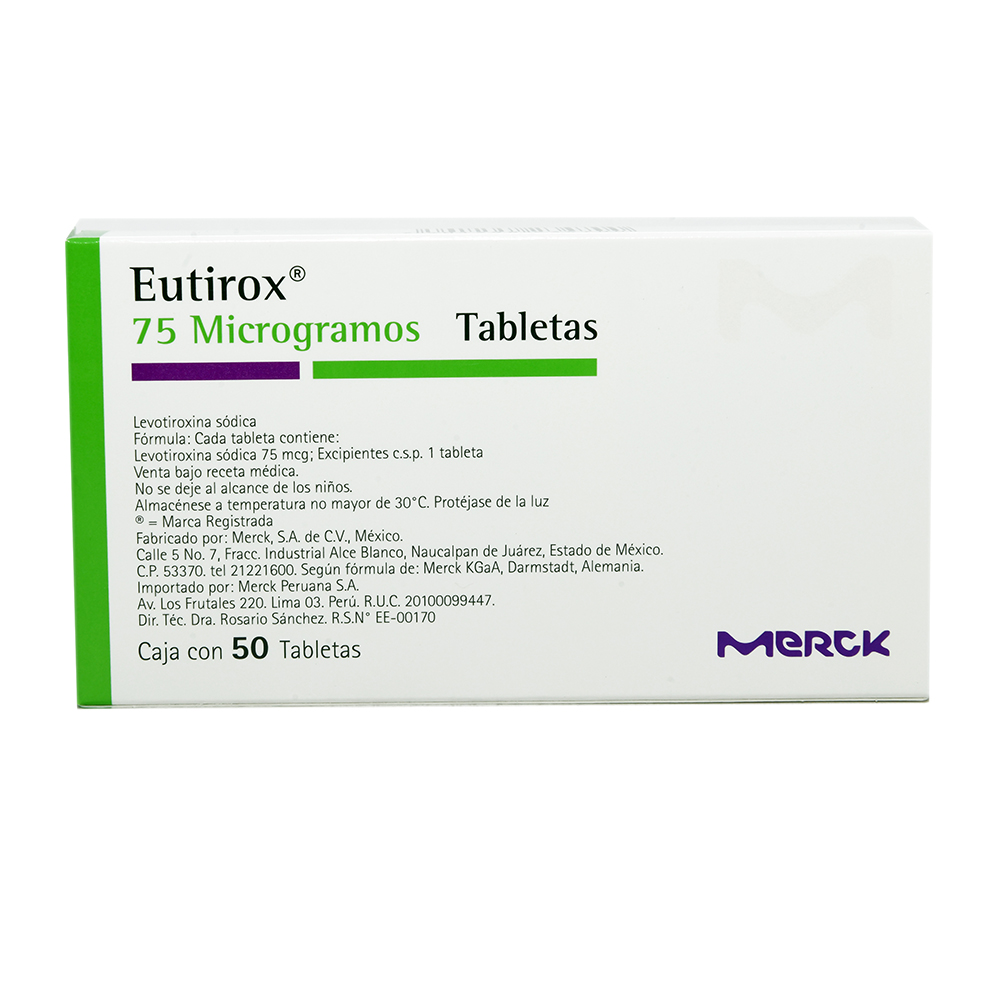 Eutirox®
75 Microgramos Tabletas
Levotiroxina sódica
Fórmula: Cada tableta contiene:
Levotiroxina sódica 75 mcg; Excipientes c.s.p. 1 tableta
Venta bajo receta médica.
No se deje al alcance de los niños.
Almacénese a temperatura no mayor de 30°C. Protéjase de la luz
® = Marca Registrada
Fabricado por: Merck, S.A. de C.V., México.
Calle 5 No. 7, Fracc. Industrial Alce Blanco, Naucalpan de Juárez, Estado de México.
C.P. 53370. tel 21221600. Según fórmula de: Merck KGaA, Darmstadt, Alemania.
Importado por: Merck Peruana S.A.
Av. Los Frutales 220. Lima 03. Perú. R.U.C. 20100099447.
Dir. Téc. Dra. Rosario Sánchez. R.S.N° EE-00170
Caja con 50 Tabletas
MERCK